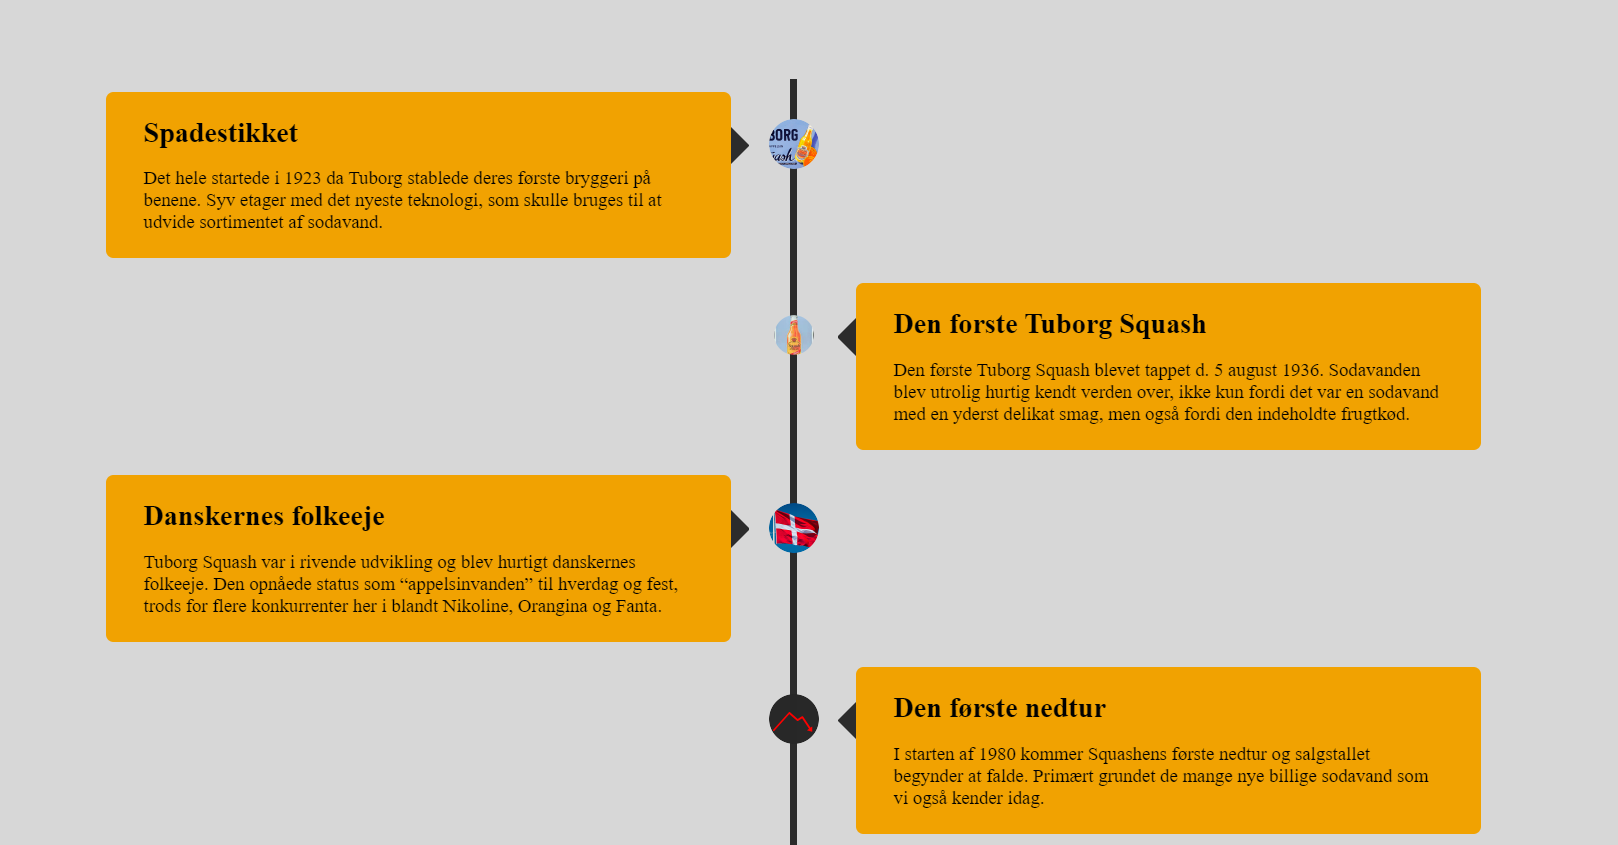 Spadestikket
Det hele startede i 1923 da Tuborg stablede deres første bryggeri på
benene. Syv etager med det nyeste teknologi, som skulle bruges til at
udvide sortimentet af sodavand.
BORG
Den forste Tuborg Squash
Den første Tuborg Squash blevet tappet d. 5 august 1936. Sodavanden
blev utrolig hurtig kendt verden over, ikke kun fordi det var en sodavand
med en yderst delikat smag, men også fordi den indeholdte frugtkød.
Danskernes folkeeje
Tuborg Squash var i rivende udvikling og blev hurtigt danskernes
folkeeje. Den opnåede status som “appelsinvanden” til hverdag og fest,
trods for flere konkurrenter her i blandt Nikoline, Orangina og Fanta.
Den første nedtur
I starten af 1980 kommer Squashens første nedtur og salgstallet
begynder at falde. Primært grundet de mange nye billige sodavand som
vi også kender idag.